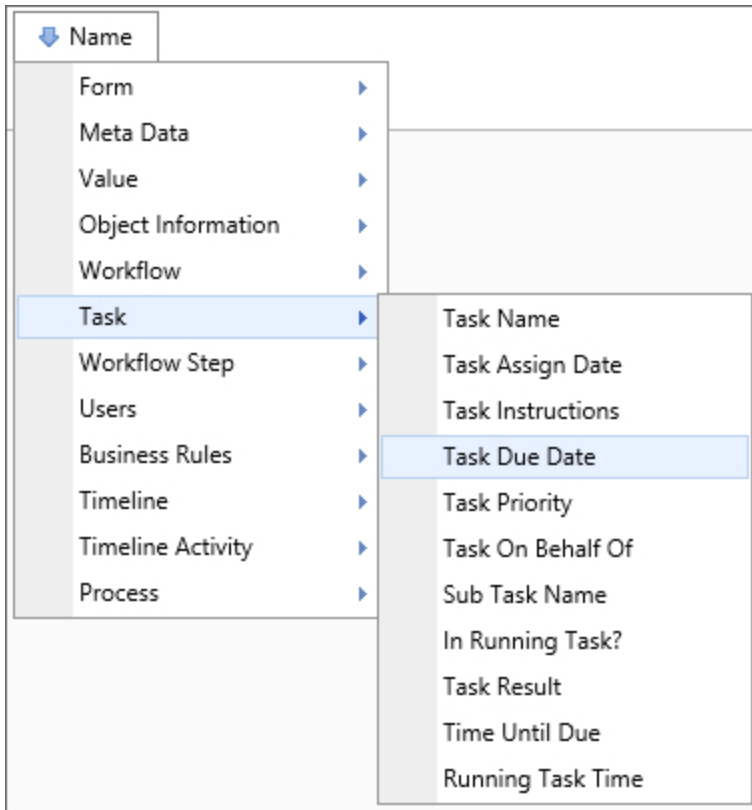 Name
Form
Meta Data
Value
Object Information
Workflow
Task
Workflow Step
Users
Business Rules
Timeline
Timeline Activity
Process
Task Name
Task Assign Date
Task Instructions
Task Due Date
Task Priority
Task On Behalf Of
Sub Task Name
In Running Task?
Task Result
Time Until Due
Running Task Time